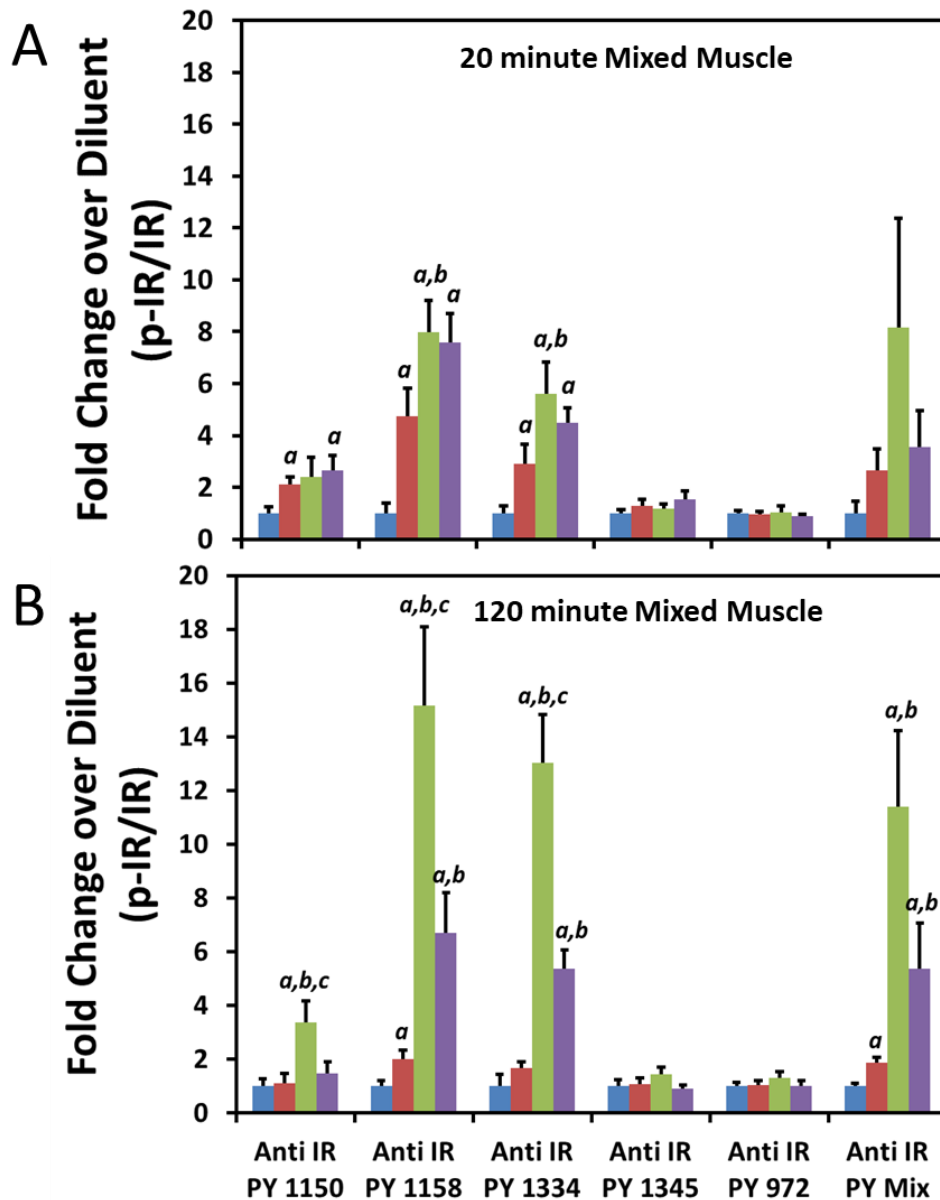 A
20 minute Mixed Muscle
Fold Change over Diluent
(p-IR/IR)
20
18
16
14
12
10
8
6
4
2
0
a
a
a
a,b
a
a
a,b
a
B
120 minute Mixed Muscle
Fold Change over Diluent
(p-IR/IR)
20
18
16
14
12
10
8
6
4
2
0
a,b,c
a
a,b,c
a,b
a,b,c
a,b
a
a,b
a,b
Anti IR
PY 1150
Anti IR
PY 1158
Anti IR
PY 1334
Anti IR
PY 1345
Anti IR
PY 972
Anti IR
PY Mix